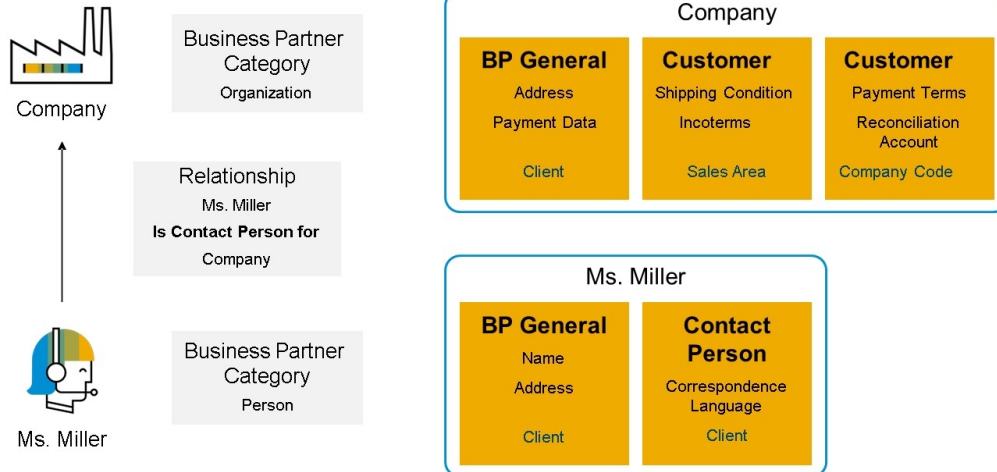 Company
Business Partner
Category
Organization
Relationship
Ms. Miller
Is Contact Person for
Company
Ms. Miller
Business Partner
Category
Person
Company
BP General
Address
Payment Data
Client
Customer
Shipping Condition
Incoterms
Sales Area
Customer
Payment Terms
Reconciliation
Account
Company Code
Ms. Miller
BP General
Name
Address
Client
Contact
Person
Correspondence
Language
Client